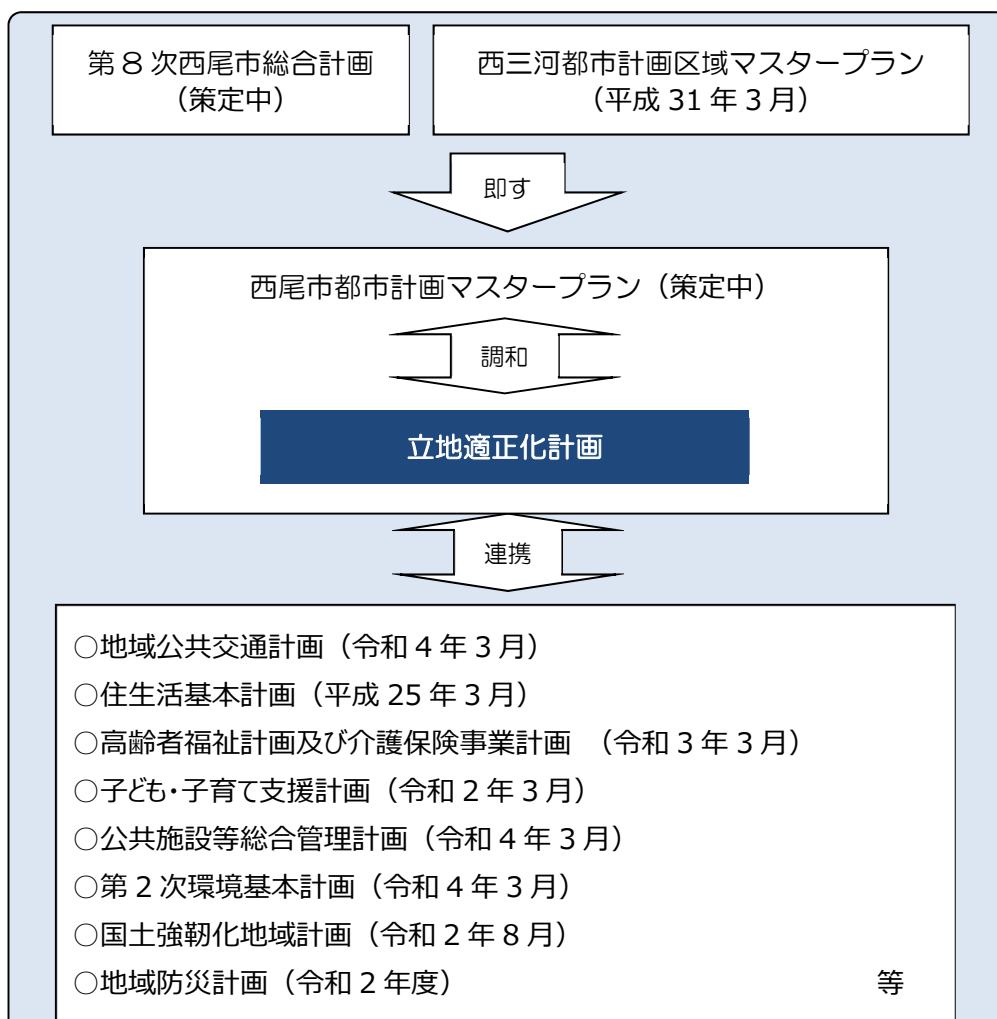 第8次西尾市総合計画
（策定中）
西三河都市計画区域マスタープラン
（平成31年3月）
即す
西尾市都市計画マスタープラン（策定中）
調和
立地適正化計画
連携
○地域公共交通計画（令和4年3月）
○住生活基本計画（平成25年3月）
○高齢者福祉計画及び介護保険事業計画 （令和3年3月）
○子ども・子育て支援計画（令和2年3月）
○公共施設等総合管理計画（令和4年3月）
○第2次環境基本計画（令和4年3月）
○国土強靭化地域計画（令和2年8月）
○地域防災計画（令和2年度） 等